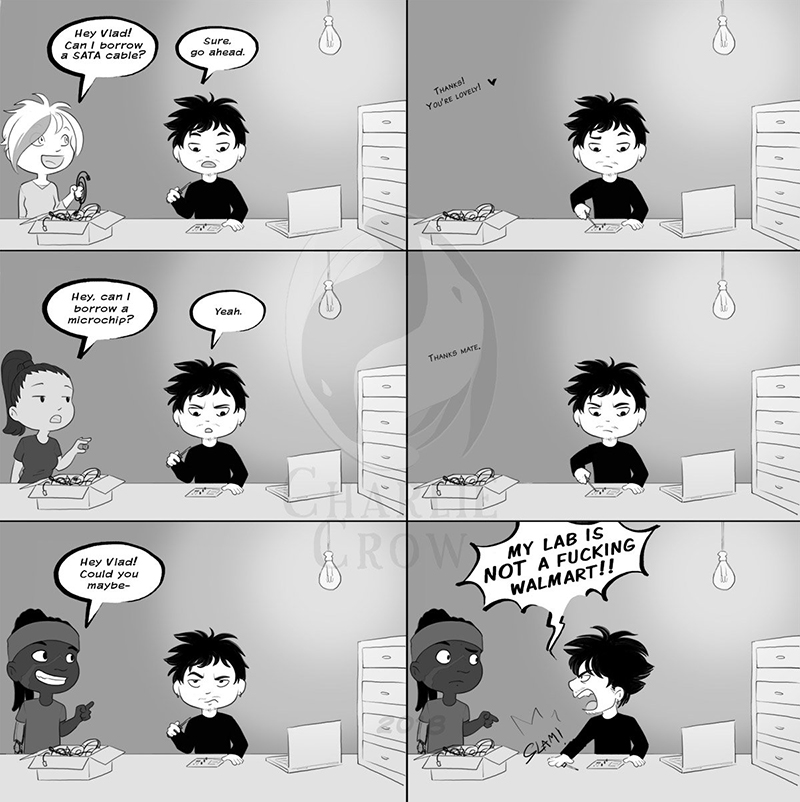 Hey Vlad!
Can I borrow
a SATA cable?
Sure,
go ahead.
Thanks!
You're lovely! ♥
Hey, can I
borrow a
microchip?
Yeah.
Thanks mate.
Hey Vlad!
Could you
maybe-
MY LAB IS
NOT A FUCKING
WALMART!!
SLAM!
Charlie
Crow
2018